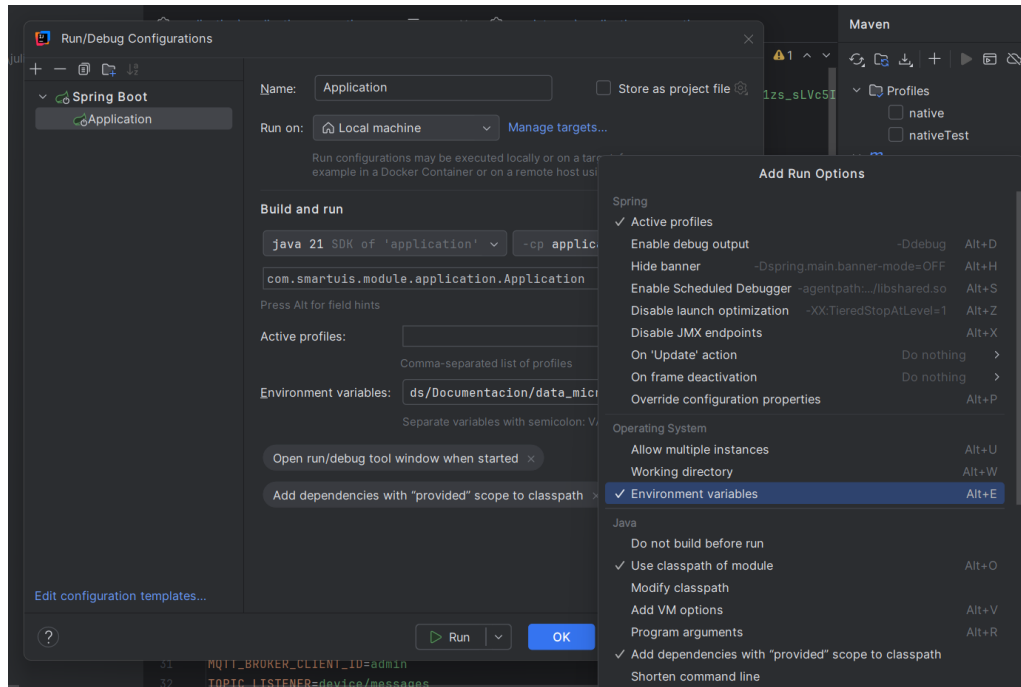 Run/Debug Configurations
Name:
Application
Store as project file
Run on:
Local machine
Manage targets...
Run configurations may be executed locally or on a
example in a Docker Container or on a remote host
Spring Boot
Application
Build and run
java 21 SDK of 'application'
-cp applic
com.smartuis.module.application.Application
Press Alt for field hints
Active profiles:
Comma-separated list of profiles
Environment variables:
ds/Documentacion/data_micr
Separate variables with semicolon:
Open run/debug tool window when started
Add dependencies with "provided" scope to classpath
Edit configuration templates...
?
Run
OK
MQTT_BROKER_CLIENT_ID=admin
32 TOPIC_LISTENER=device/messages
1
1zs_sLVc5I
Maven
Profiles
native
nativeTest
Add Run Options
Spring
Active profiles
Enable debug output -Ddebug Alt+D
Hide banner -Dspring.main.banner-mode=OFF Alt+H
Enable Scheduled Debugger -agentpath:.../libshared.so Alt+S
Disable launch optimization -XX:TieredStopAtLevel=1 Alt+Z
Disable JMX endpoints Alt+X
On 'Update' action Do nothing
On frame deactivation Do nothing
Override configuration properties Alt+P
Operating System
Allow multiple instances Alt+U
Working directory Alt+W
Environment variables Alt+E
Java
Do not build before run
Use classpath of module Alt+O
Modify classpath
Add VM options Alt+V
Program arguments Alt+R
Add dependencies with "provided" scope to classpath
Shorten command line